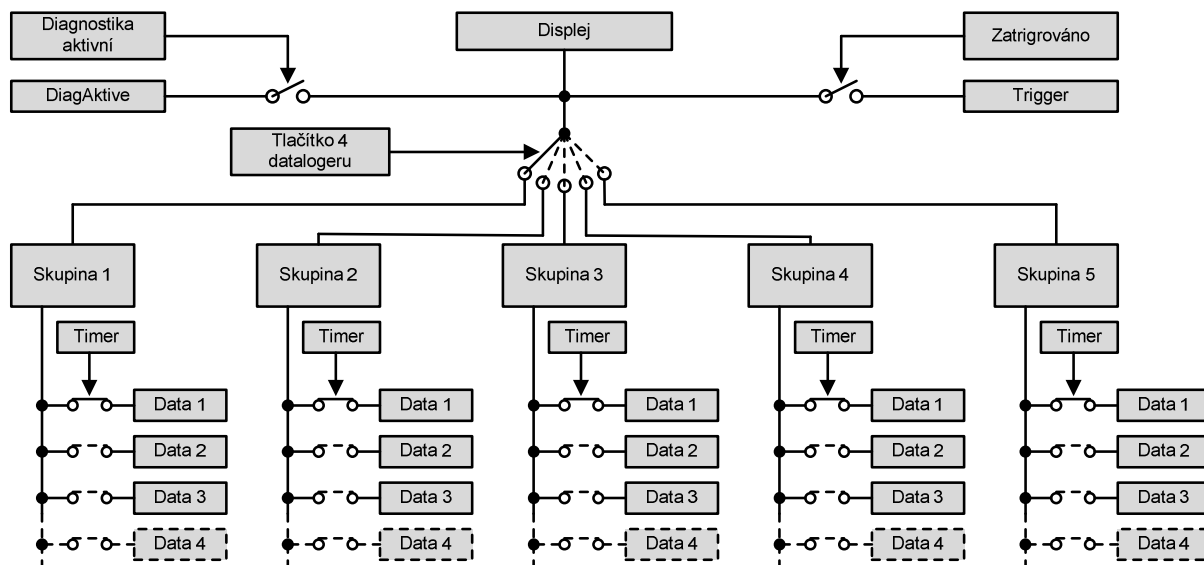 Diagnostika
aktivní
Displej
Zatrigrováno
DiagAktive
Trigger
Tlačítko 4
datalogeru
Skupina 1
Skupina 2
Skupina 3
Skupina 4
Skupina 5
Timer
Timer
Timer
Timer
Timer
Data 1
Data 1
Data 1
Data 1
Data 1
Data 2
Data 2
Data 2
Data 2
Data 2
Data 3
Data 3
Data 3
Data 3
Data 3
Data 4
Data 4
Data 4
Data 4
Data 4